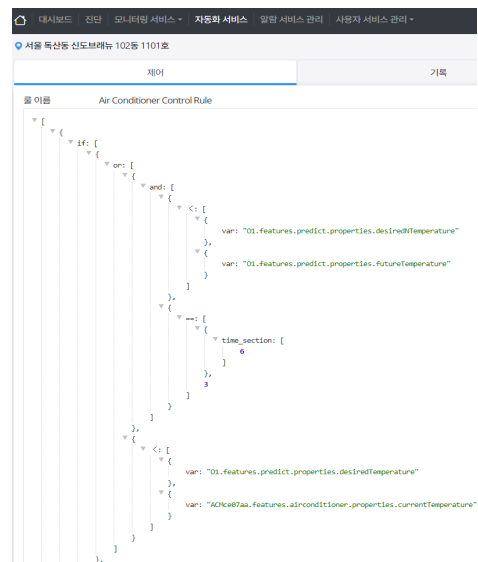 대시보드 진단 모니터링 서비스 자동화 서비스 알람 서비스 관리 사용자 서비스 관리
서울 독산동 신도브래뉴 102동 1101호
제어 기록
룰 이름 Air Conditioner Control Rule
[
{
if: [
{
or: [
{
and: [
{
<: [
{
var: "O1.features.predict.properties.desiredNTemperature"
},
{
var: "O1.features.predict.properties.futureTemperature"
}
]
},
{
==: [
{
time_section: [
6
]
},
3
]
}
]
},
{
<: [
{
var: "O1.features.predict.properties.desiredTemperature"
},
{
var: "ACMce07aa.features.airconditioner.properties.currentTemperature"
}
]
}
]
},